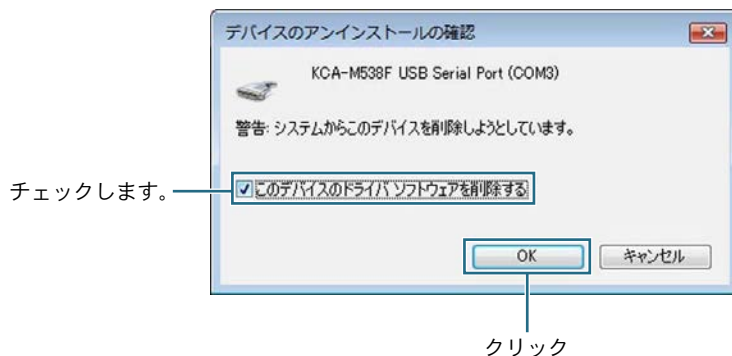 デバイスのアンインストールの確認
KCA-M538F USB Serial Port (COM3)
警告: システムからこのデバイスを削除しようとしています。
チェックします。
このデバイスのドライバ ソフトウェアを削除する
OK
キャンセル
クリック